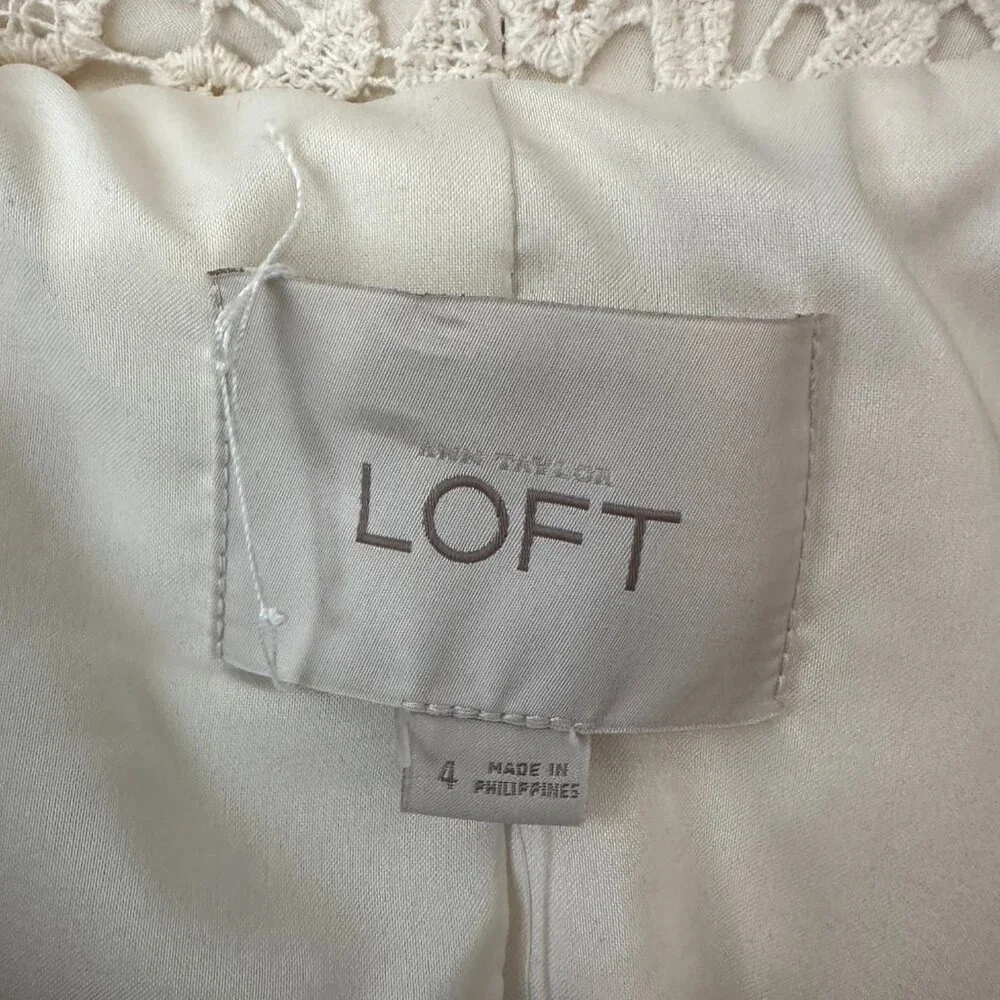 ANN TAYLOR
LOFT
4
MADE IN
PHILIPPINES